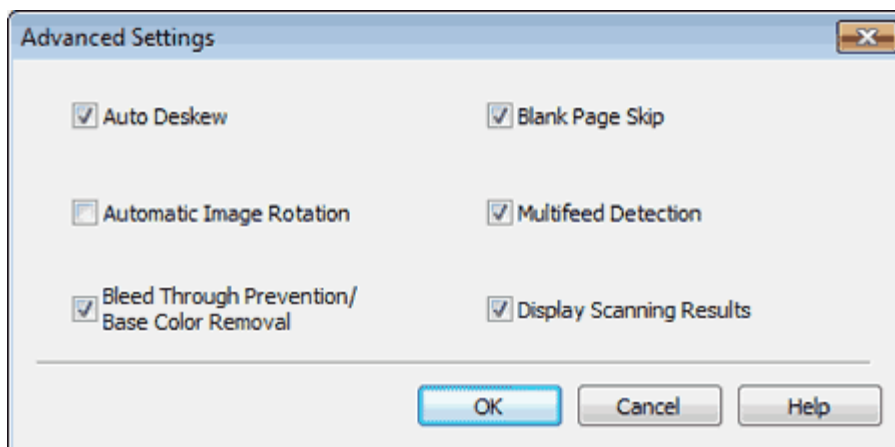 Advanced Settings
Auto Deskew
Blank Page Skip
Automatic Image Rotation
Multifeed Detection
Bleed Through Prevention/
Base Color Removal
Display Scanning Results
OK
Cancel
Help